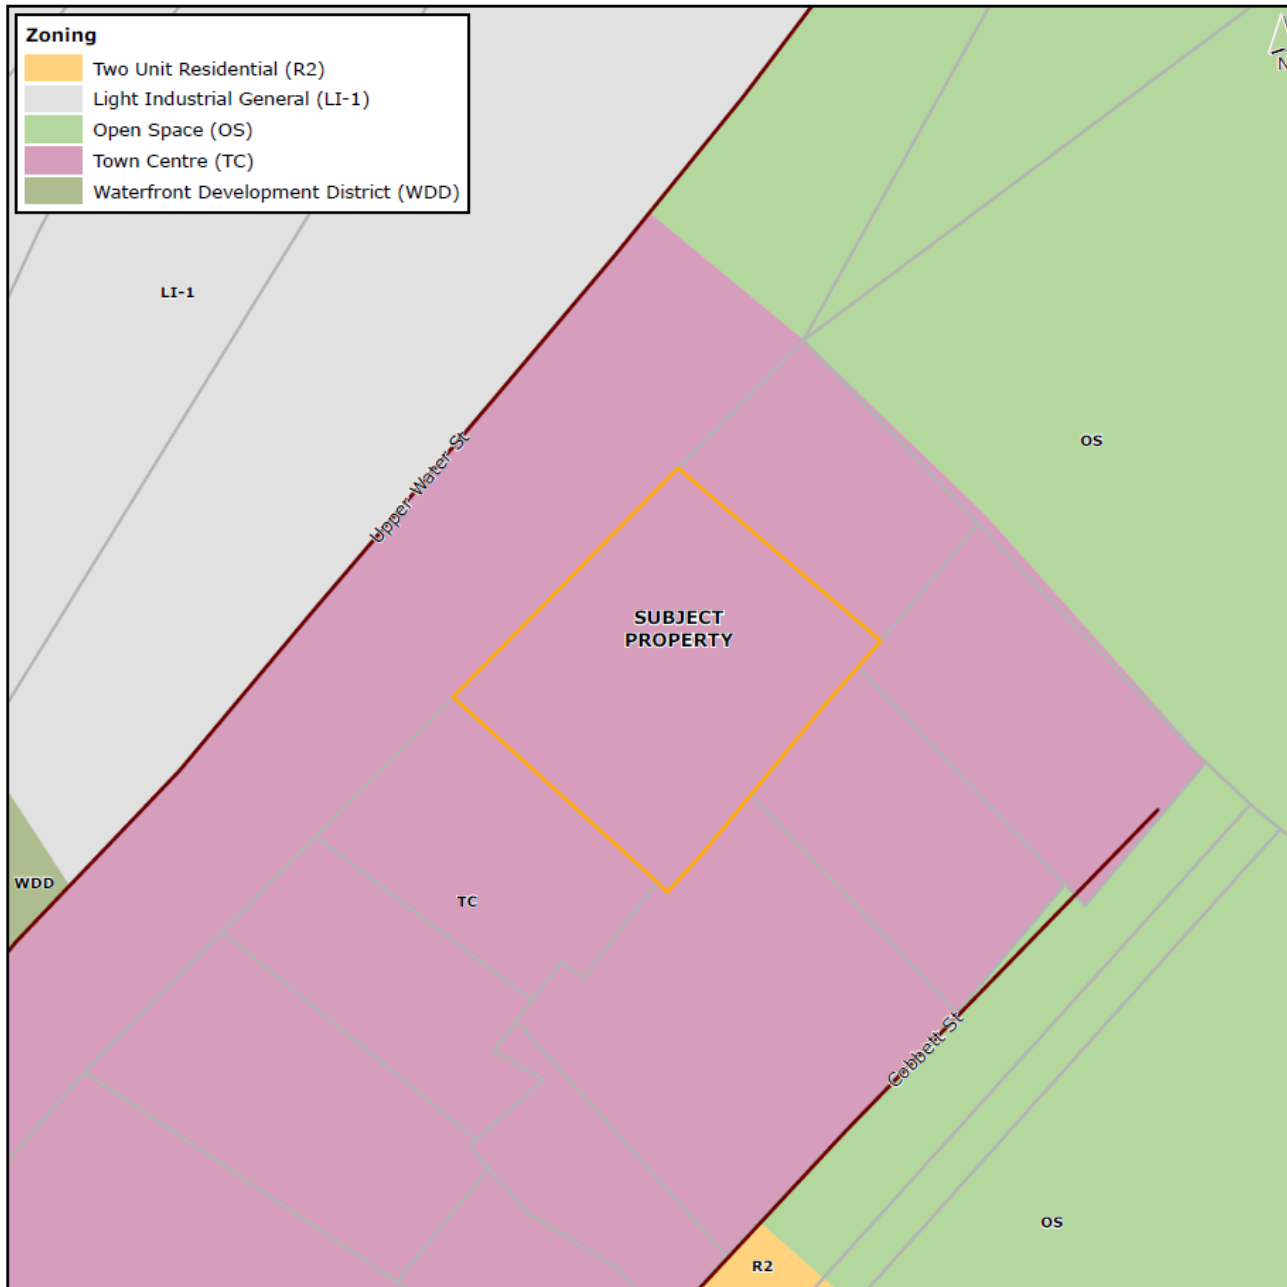 Zoning
Two Unit Residential (R2)
Light Industrial General (LI-1)
Open Space (OS)
Town Centre (TC)
Waterfront Development District (WDD)
N
LI-1
OS
Upper Water St
SUBJECT
PROPERTY
WDD
TC
Cobbett St
OS
R2